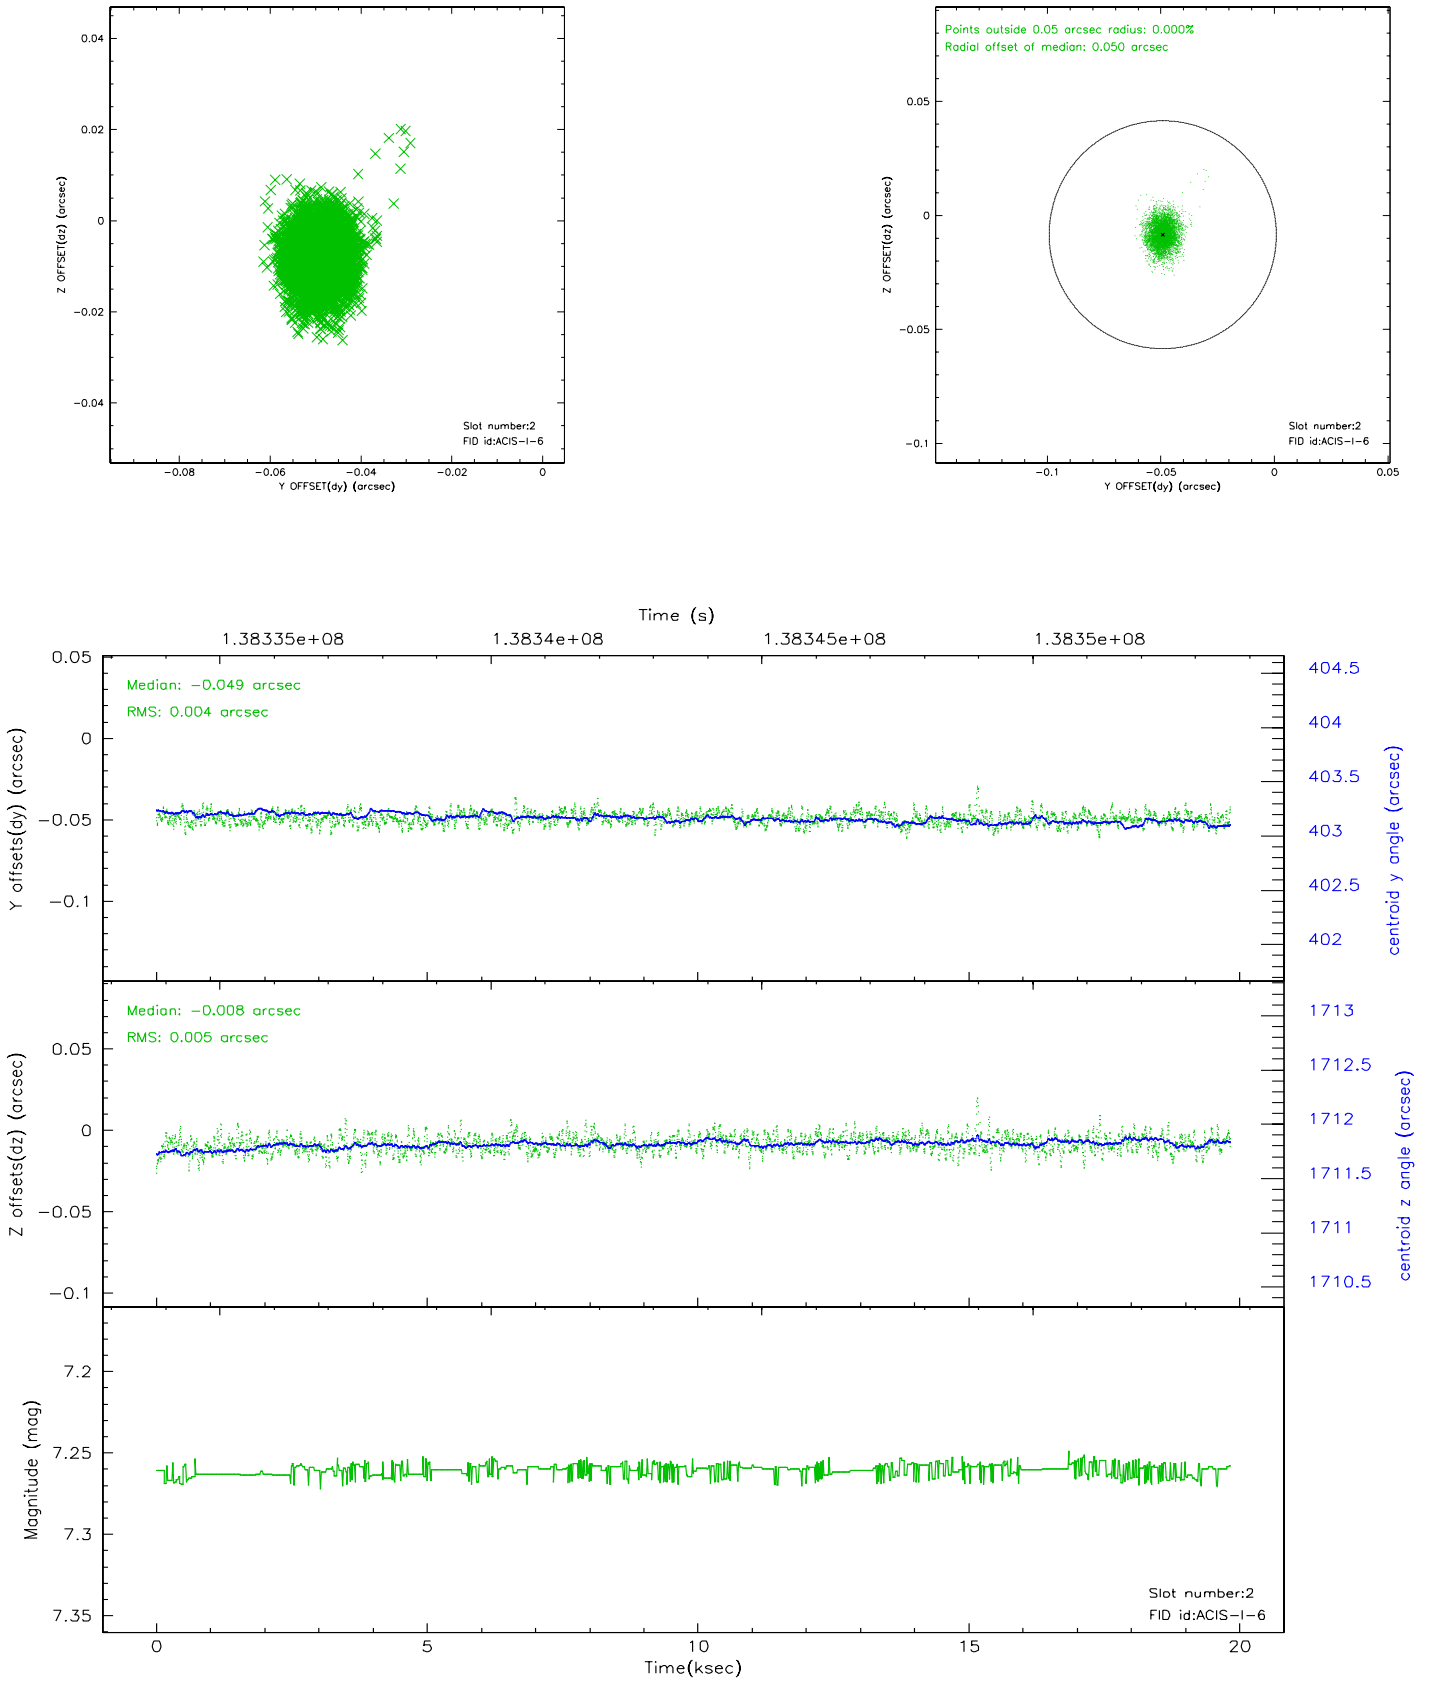 0.04
0.02
0
−0.02
−0.04
Z OFFSET(dz) (arcsec)
Slot number:2
FID id:ACIS−I−6
−0.08 −0.06 −0.04 −0.02 0
Y OFFSET(dy) (arcsec)
Points outside 0.05 arcsec radius: 0.000%
Radial offset of median: 0.050 arcsec
0.05
0
−0.05
−0.1
Z OFFSET(dz) (arcsec)
Slot number:2
FID id:ACIS−I−6
−0.1 −0.05 0 0.05
Y OFFSET(dy) (arcsec)
Time (s)
1.38335e+08 1.3834e+08 1.38345e+08 1.3835e+08
0.05
0
−0.05
−0.1
Y offsets(dy) (arcsec)
Median: −0.049 arcsec
RMS: 0.004 arcsec
404.5
404
403.5
403
402.5
402
centroid y angle (arcsec)
0.05
0
−0.05
−0.1
Z offsets(dz) (arcsec)
Median: −0.008 arcsec
RMS: 0.005 arcsec
1713
1712.5
1712
1711.5
1711
1710.5
centroid z angle (arcsec)
7.2
7.25
7.3
7.35
Magnitude (mag)
Slot number:2
FID id:ACIS−I−6
0 5 10 15 20
Time(ksec)